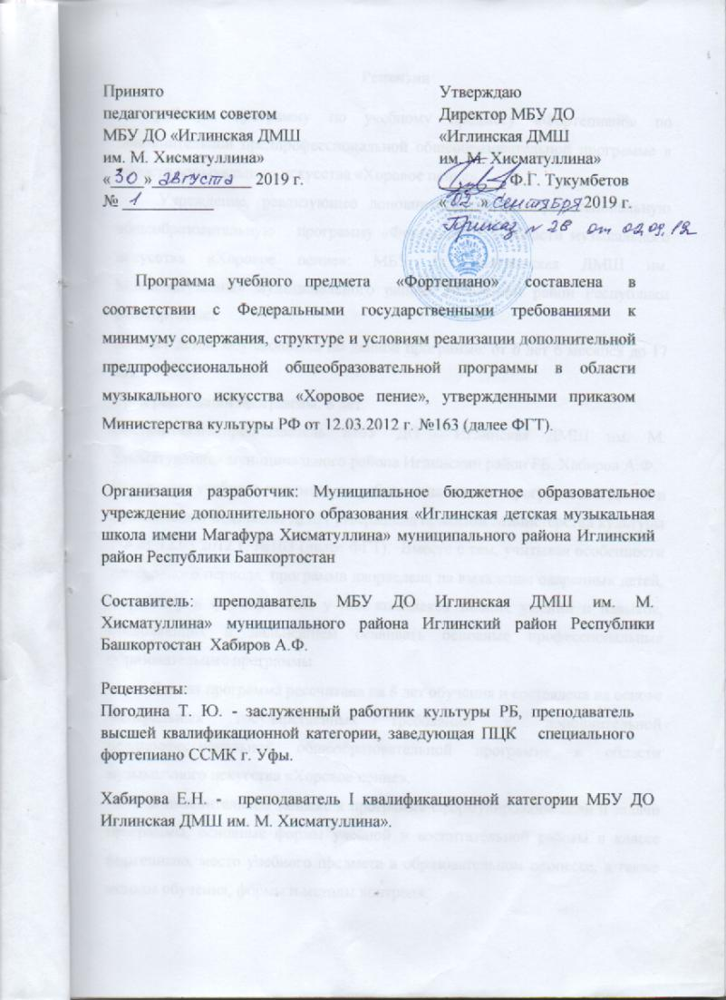 Принято
педагогическим советом
МБУ ДО «Иглинская ДМШ
им. М. Хисматуллина»
«30» августа 2019 г.
№ 1
Утверждаю
Директор МБУ ДО
«Иглинская ДМШ
им. М. Хисматуллина»
Ф.Г. Тукумбетов
«02» сентября 2019 г.
Приказ № 28 от 02.09.19
Программа учебного предмета «Фортепиано» составлена в
соответствии с Федеральными государственными требованиями к
минимуму содержания, структуре и условиям реализации дополнительной
предпрофессиональной общеобразовательной программы в области
музыкального искусства «Хоровое пение», утвержденными приказом
Министерства культуры РФ от 12.03.2012 г. №163 (далее ФГТ).
Организация разработчик: Муниципальное бюджетное образовательное
учреждение дополнительного образования «Иглинская детская музыкальная
школа имени Магафура Хисматуллина» муниципального района Иглинский
район Республики Башкортостан
Составитель: преподаватель МБУ ДО Иглинская ДМШ им. М.
Хисматуллина» муниципального района Иглинский район Республики
Башкортостан Хабиров А.Ф.
Рецензенты:
Погодина Т. Ю. - заслуженный работник культуры РБ, преподаватель
высшей квалификационной категории, заведующая ПЦК специального
фортепиано ССМК г. Уфы.
Хабирова Е.Н. - преподаватель I квалификационной категории МБУ ДО
Иглинская ДМШ им. М. Хисматуллина».